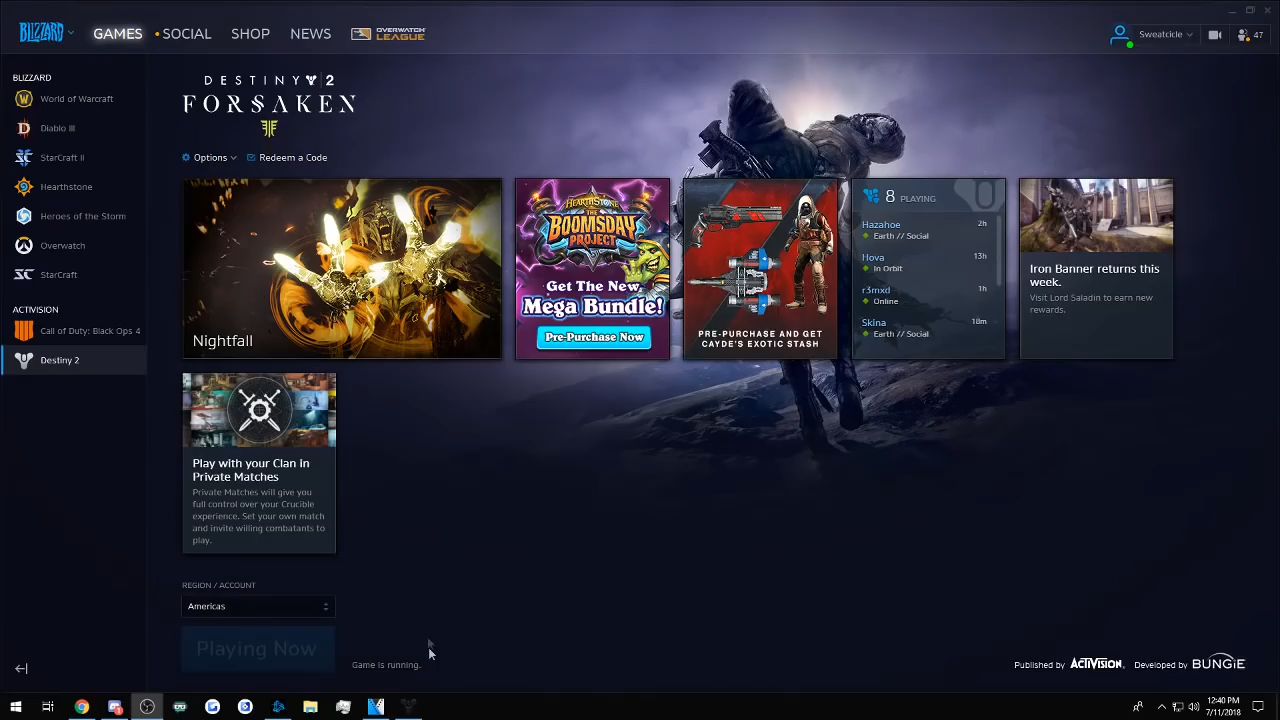 BLIZZARD
GAMES
SOCIAL
SHOP
NEWS
OVERWATCH
LEAGUE
Sweatcicle
47
BLIZZARD
World of Warcraft
Diablo III
StarCraft II
Hearthstone
Heroes of the Storm
Overwatch
StarCraft
ACTIVISION
Call of Duty: Black Ops 4
Destiny 2
DESTINY 2
FORSAKEN
Options
Redeem a Code
Nightfall
HEARTHSTONE
THE
BOOMSDAY
PROJECT
Get The New
Mega Bundle!
Pre-Purchase Now
PRE-PURCHASE AND GET
CAYDE'S EXOTIC STASH
8 PLAYING
Hazahoe 2h
Earth // Social
Hova 13h
In Orbit
r3mxd 1h
Online
Skina 18m
Earth // Social
Iron Banner returns this
week.
Visit Lord Saladin to earn new
rewards.
Play with your Clan in
Private Matches
Private Matches will give you
full control over your Crucible
experience. Set your own match
and invite willing combatants to
play.
REGION / ACCOUNT
Americas
Playing Now
Game is running.
Published by ACTIVISION. Developed by BUNGiE
12:40 PM
7/11/2018